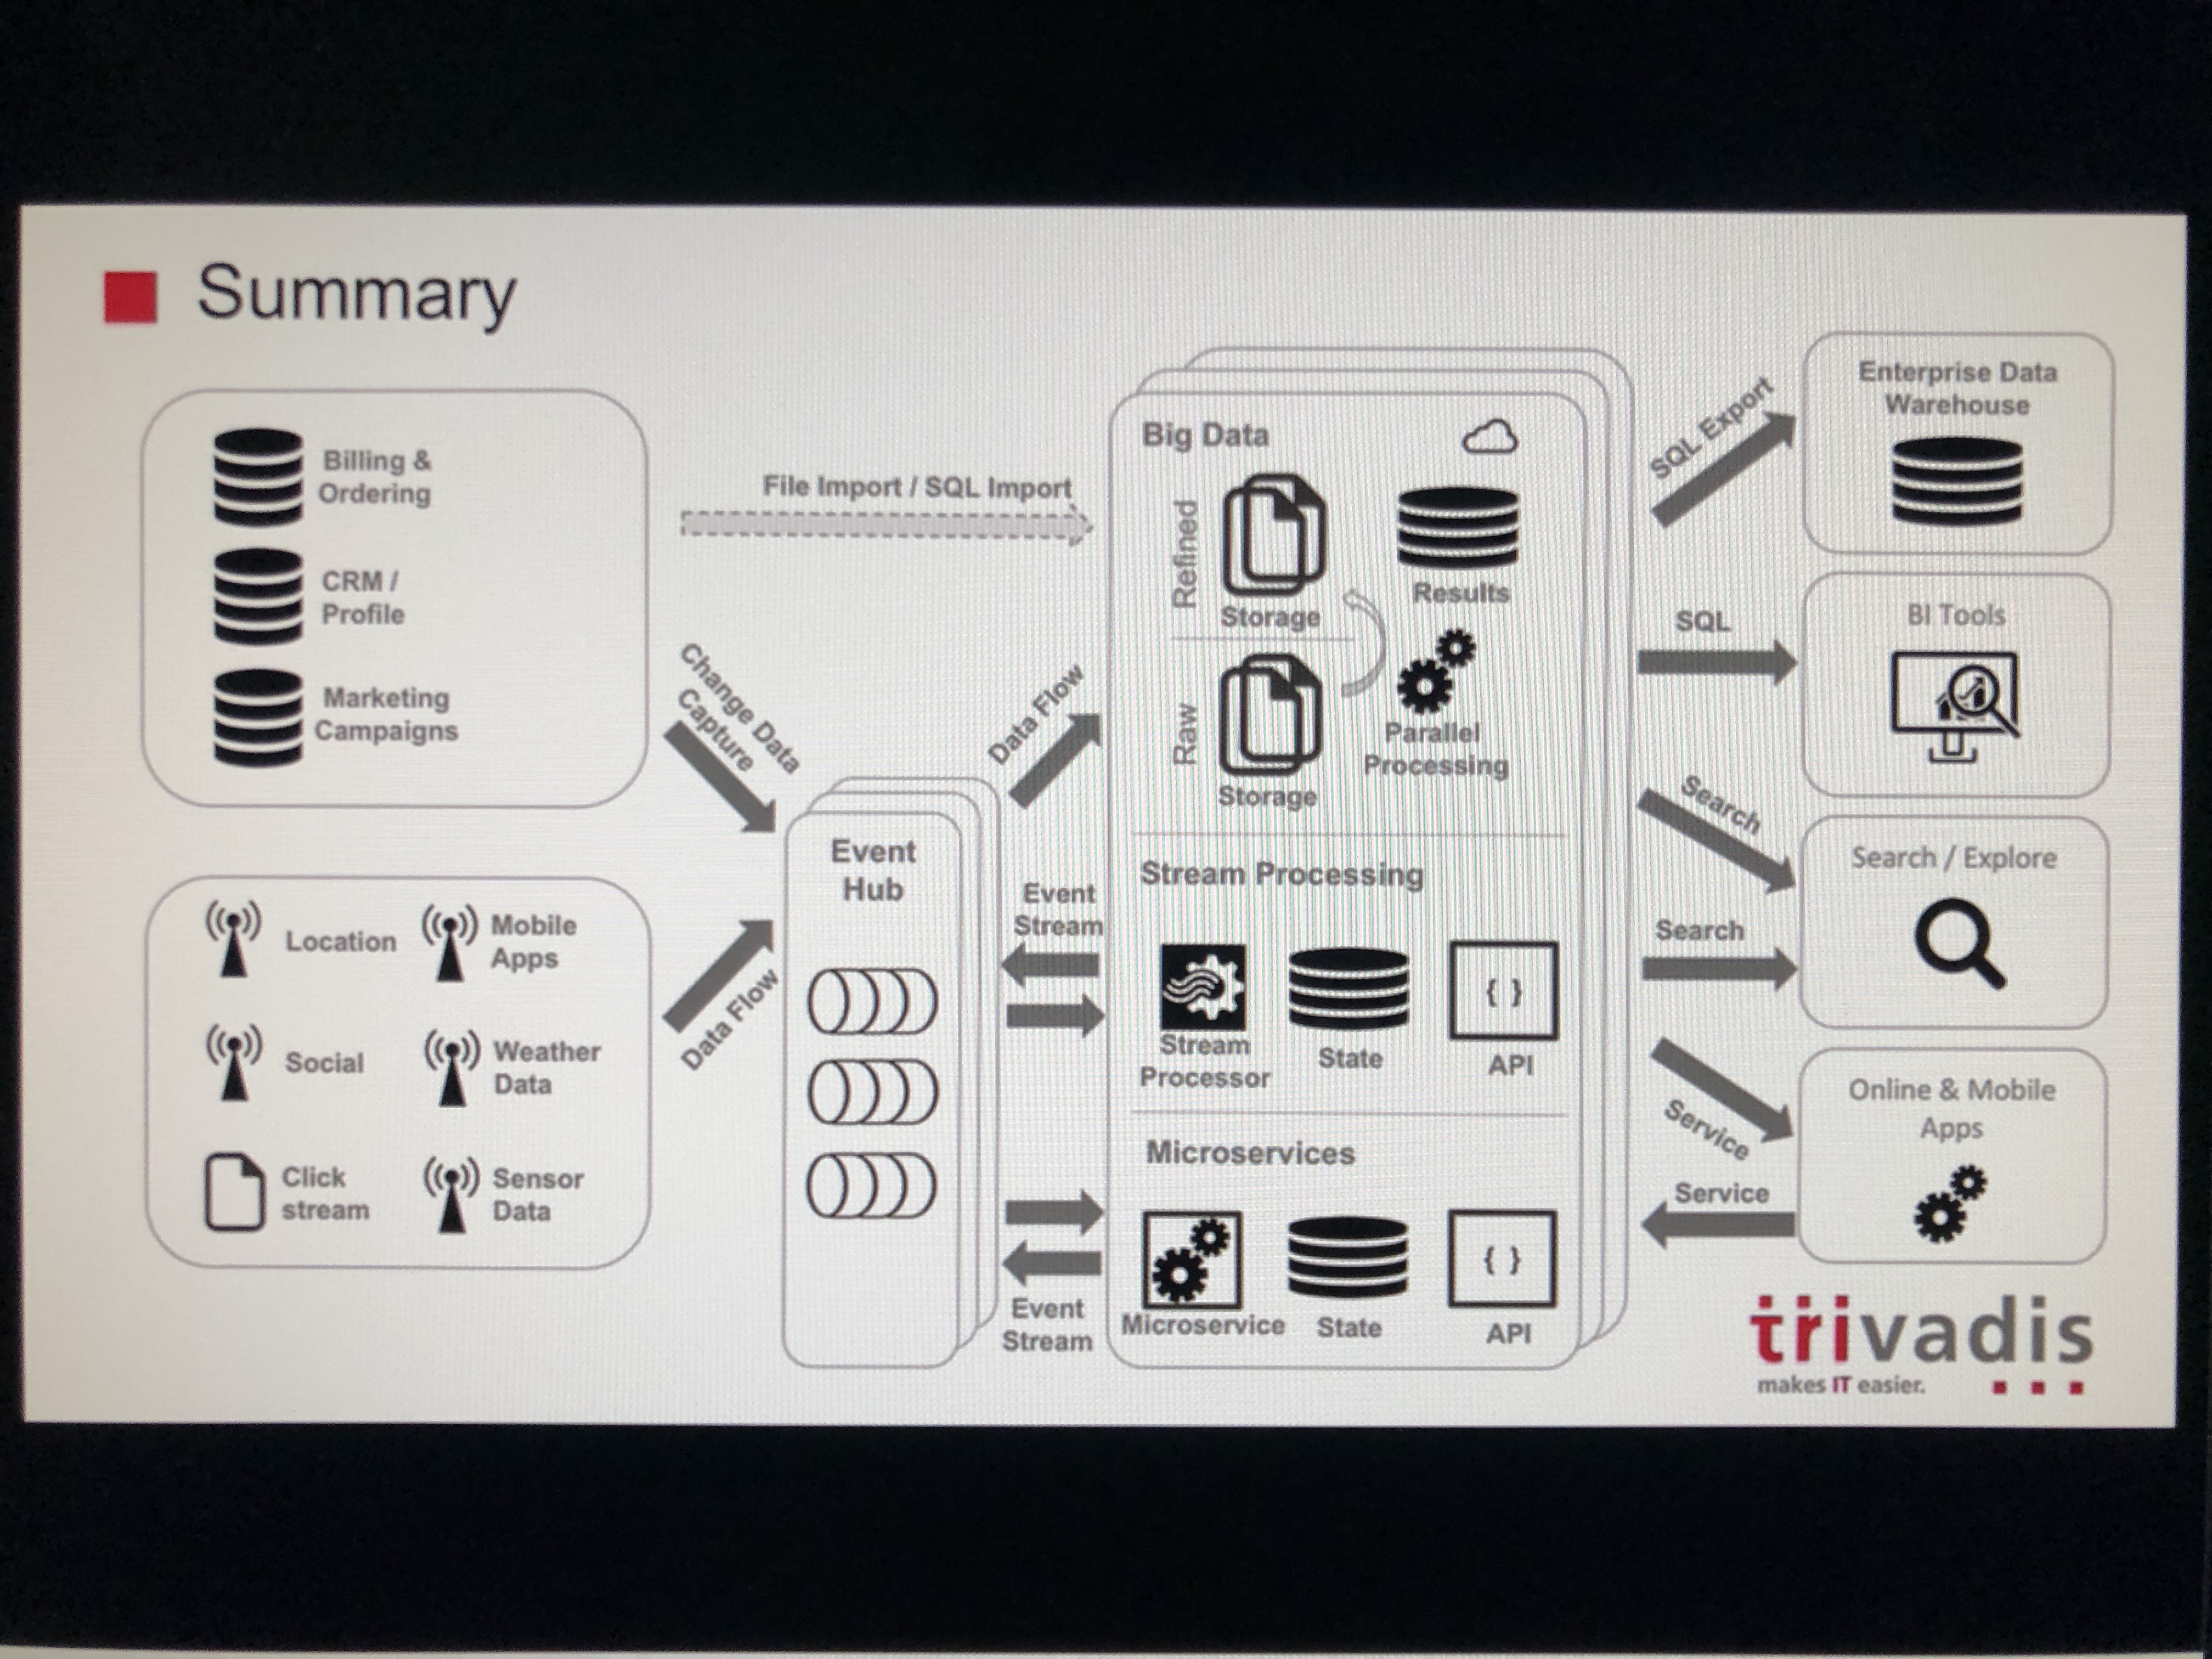 Summary
Billing &
Ordering
CRM /
Profile
Marketing
Campaigns
Location
Mobile
Apps
Social
Weather
Data
Click
stream
Sensor
Data
File Import / SQL Import
Change Data
Capture
Data Flow
Event
Hub
Data Flow
Event
Stream
Event
Stream
Big Data
Refined
Storage
Results
Raw
Storage
Parallel
Processing
Stream Processing
Stream
Processor
State
{ }
API
Microservices
Microservice
State
{ }
API
SQL Export
SQL
Search
Search
Service
Service
Enterprise Data
Warehouse
BI Tools
Search / Explore
Online & Mobile
Apps
trivadis
makes IT easier.